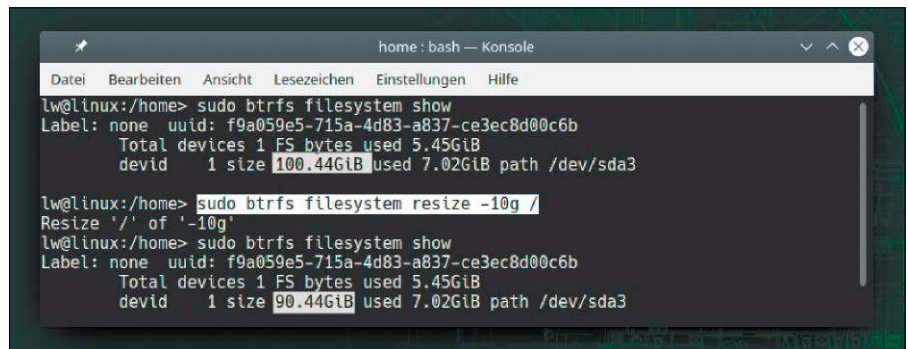 home : bash — Konsole
Datei Bearbeiten Ansicht Lesezeichen Einstellungen Hilfe
lw@linux:/home> sudo btrfs filesystem show
Label: none  uuid: f9a059e5-715a-4d83-a837-ce3ec8d00c6b
        Total devices 1 FS bytes used 5.45GiB
        devid    1 size 100.44GiB used 7.02GiB path /dev/sda3
lw@linux:/home> sudo btrfs filesystem resize -10g /
Resize '/' of '-10g'
lw@linux:/home> sudo btrfs filesystem show
Label: none  uuid: f9a059e5-715a-4d83-a837-ce3ec8d00c6b
        Total devices 1 FS bytes used 5.45GiB
        devid    1 size 90.44GiB used 7.02GiB path /dev/sda3